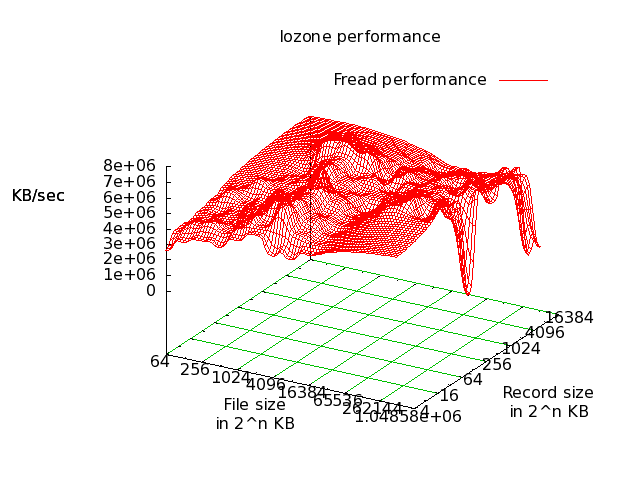 Iozone performance
Fread performance
KB/sec
8e+06
7e+06
6e+06
5e+06
4e+06
3e+06
2e+06
1e+06
0
64
256
1024
4096
16384
65536
262144
1.04858e+06
File size
in 2^n KB
4
16
64
256
1024
4096
16384
Record size
in 2^n KB